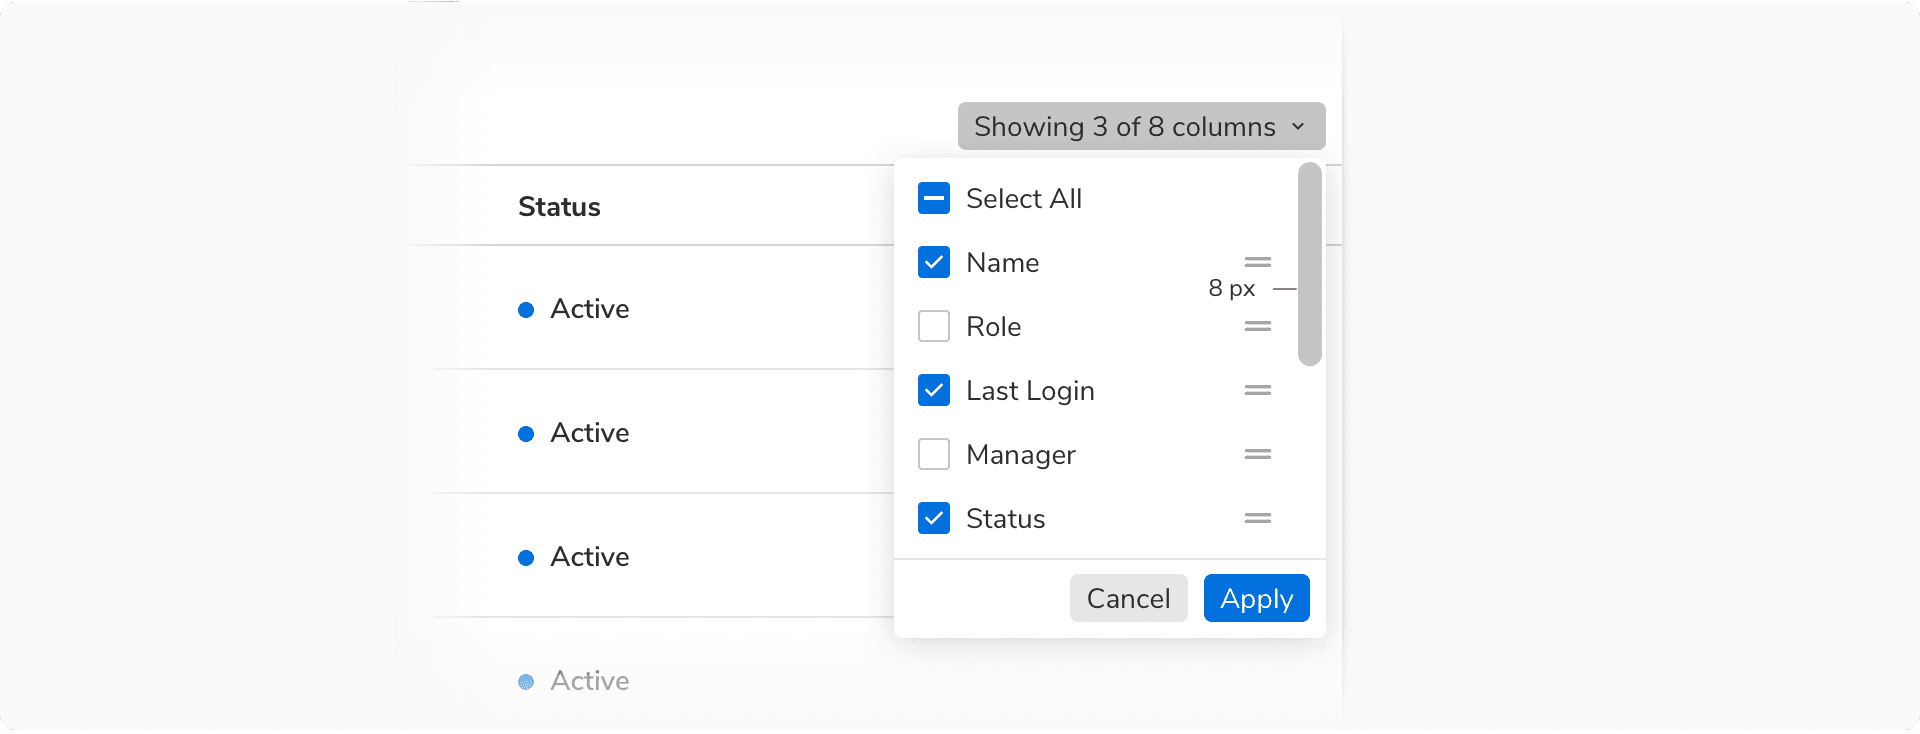 Showing 3 of 8 columns
Status
Active
Active
Active
Active
Select All
Name
8 px
Role
Last Login
Manager
Status
Cancel
Apply